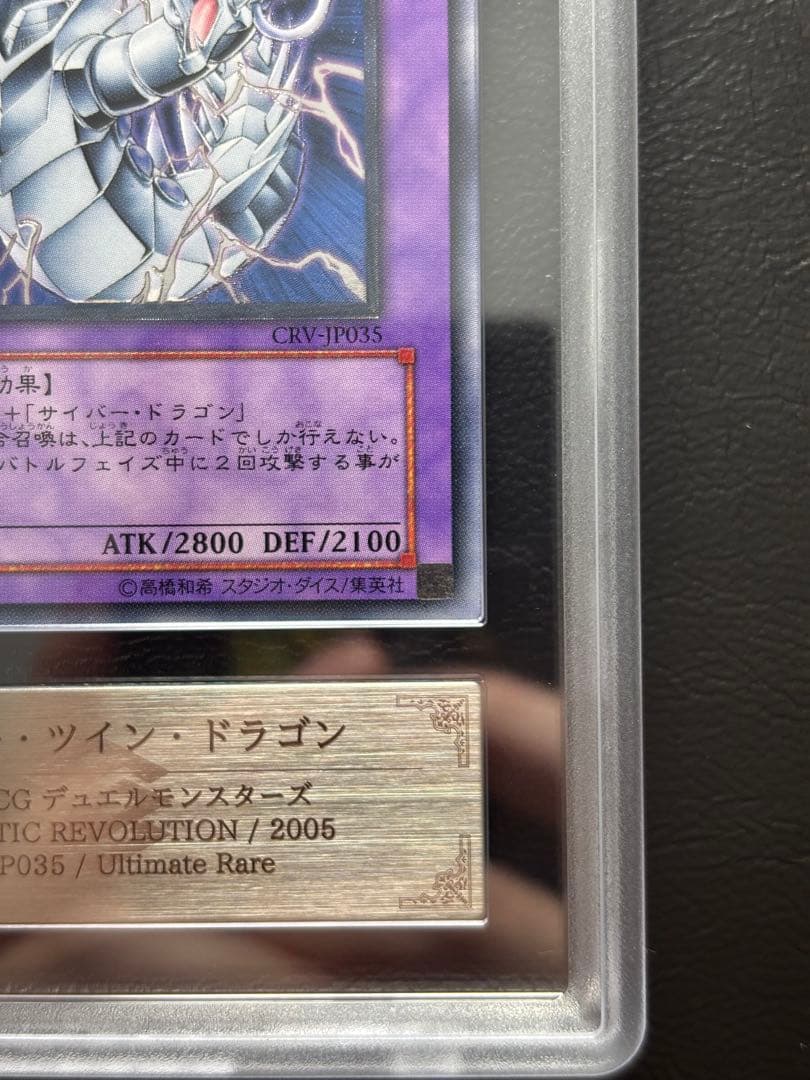 CRV-JP035
効果】
+「サイバー・ドラゴン」
合召喚は、上記のカードでしか行えない。
バトルフェイズ中に2回攻撃する事が
ATK/2800 DEF/2100
©高橋和希 スタジオ・ダイス/集英社
・ツイン・ドラゴン
CG デュエルモンスターズ
TIC REVOLUTION / 2005
P035 / Ultimate Rare